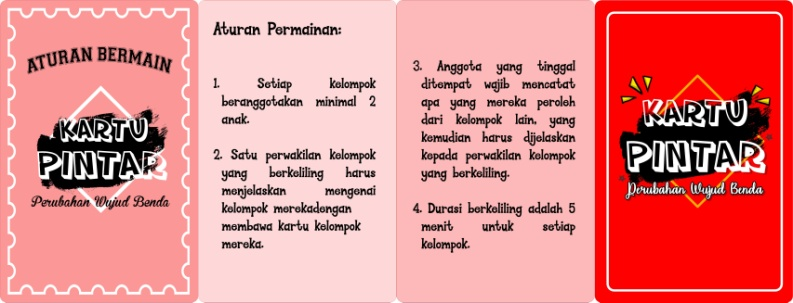 ATURAN BERMAIN
KARTU
PINTAR
Perubahan Wujud Benda
Aturan Permainan:
1. Setiap kelompok
beranggotakan minimal 2
anak.
2. Satu perwakilan kelompok
yang berkeliling harus
menjelaskan mengenai
kelompok merekadengan
membawa kartu kelompok
mereka.
3. Anggota yang tinggal
ditempat wajib mencatat
apa yang mereka peroleh
dari kelompok lain, yang
kemudian harus dijelaskan
kepada perwakilan kelompok
yang berkeliling.
4. Durasi berkeliling adalah 5
menit untuk setiap
kelompok.
KARTU
PINTAR
Perubahan Wujud Benda